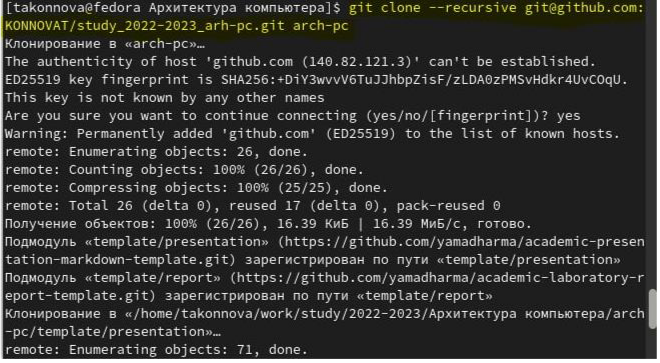 [takonnova@fedora Архитектура компьютера]$ git clone --recursive git@github.com:
KONNOVAT/study_2022-2023_arh-pc.git arch-pc
Клонирование в «arch-pc»…
The authenticity of host 'github.com (140.82.121.3)' can't be established.
ED25519 key fingerprint is SHA256:+DiY3wvvV6TuJJhbpZisF/zLDA0zPMSvHdkr4UvCOqU.
This key is not known by any other names
Are you sure you want to continue connecting (yes/no/[fingerprint])? yes
Warning: Permanently added 'github.com' (ED25519) to the list of known hosts.
remote: Enumerating objects: 26, done.
remote: Counting objects: 100% (26/26), done.
remote: Compressing objects: 100% (25/25), done.
remote: Total 26 (delta 0), reused 17 (delta 0), pack-reused 0
Получение объектов: 100% (26/26), 16.39 КиБ | 16.39 МиБ/с, готово.
Подмодуль «template/presentation» (https://github.com/yamadharma/academic-presen
tation-markdown-template.git) зарегистрирован по пути «template/presentation»
Подмодуль «template/report» (https://github.com/yamadharma/academic-laboratory-r
eport-template.git) зарегистрирован по пути «template/report»
Клонирование в «/home/takonnova/work/study/2022-2023/Архитектура компьютера/arch
-pc/template/presentation»…
remote: Enumerating objects: 71, done.